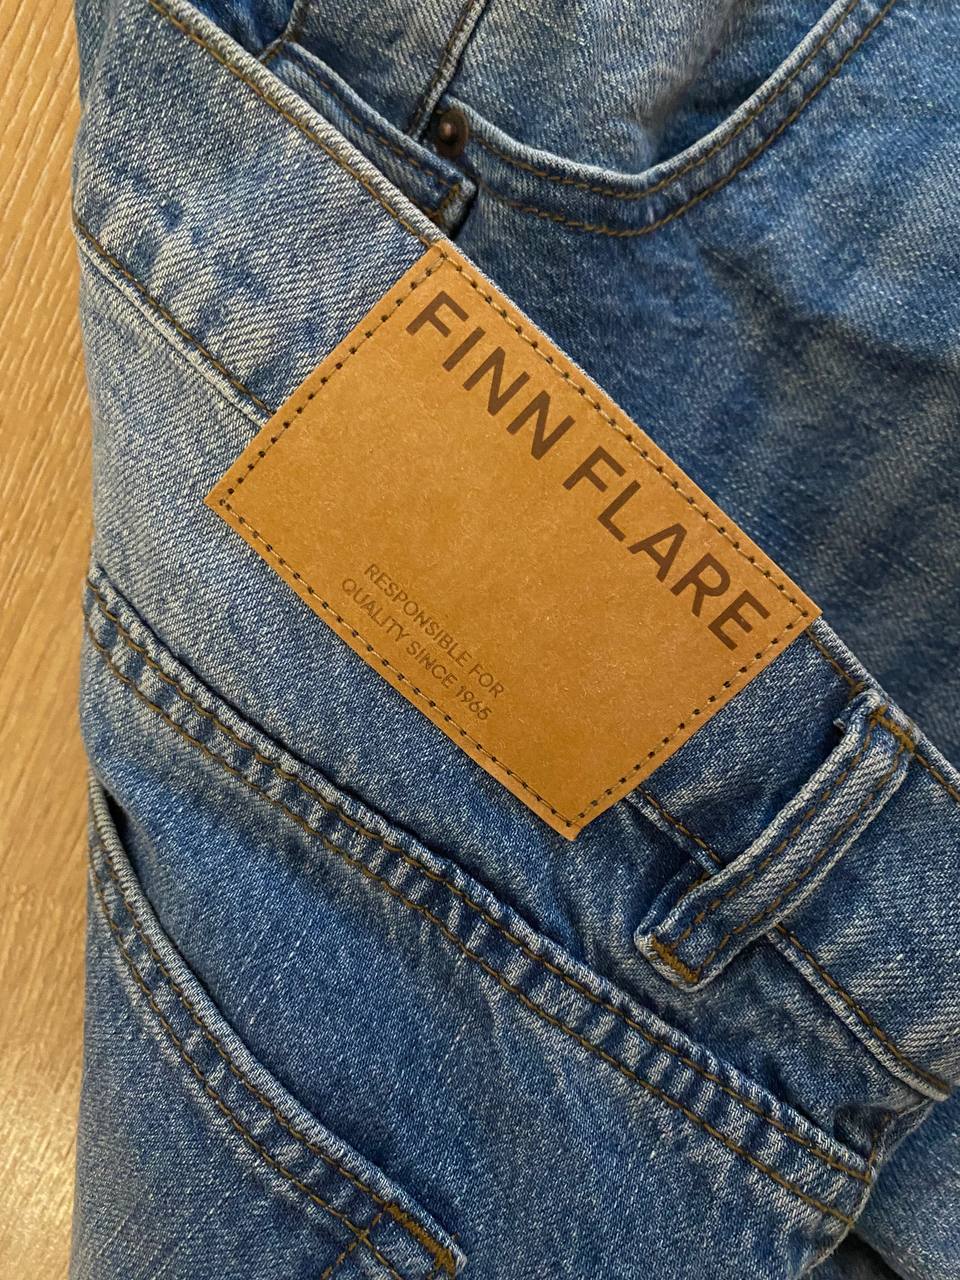 FINN FLARE
RESPONSIBLE FOR
QUALITY SINCE 1965